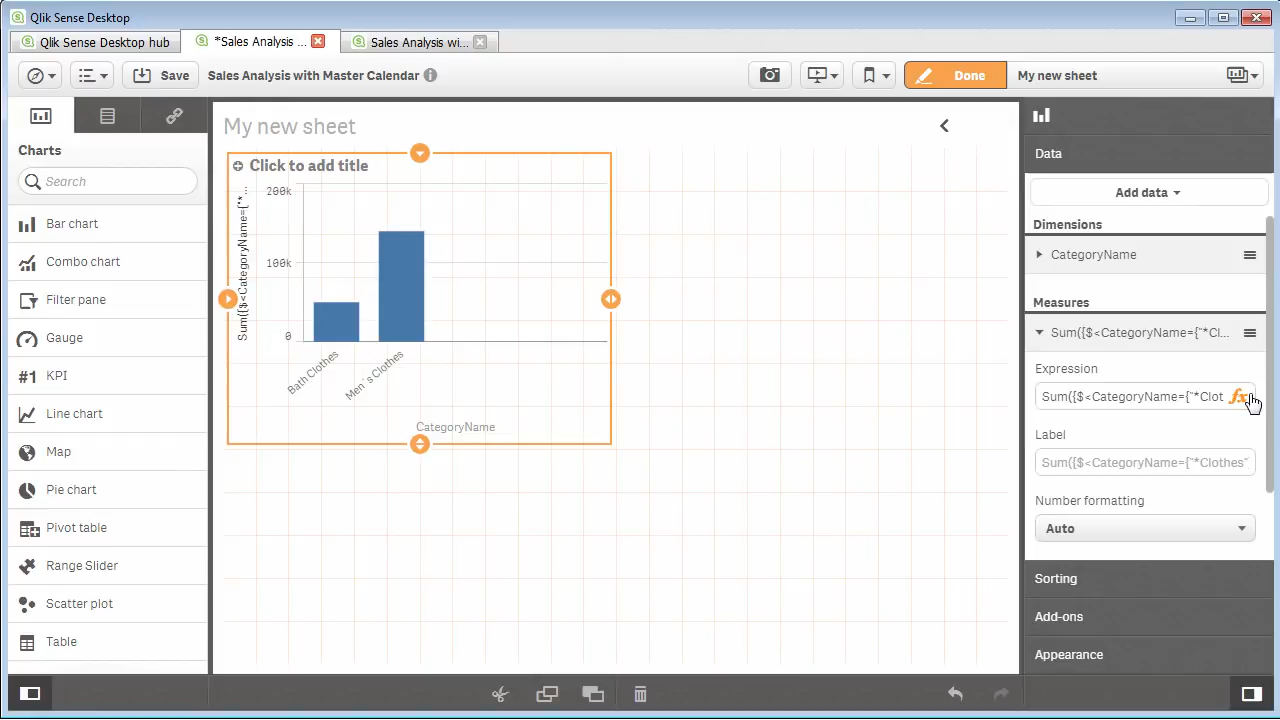 Qlik Sense Desktop
Qlik Sense Desktop hub
*Sales Analysis ...
Sales Analysis wi...
Save
Sales Analysis with Master Calendar
Done
My new sheet
Charts
Search
Bar chart
Combo chart
Filter pane
Gauge
#1 KPI
Line chart
Map
Pie chart
Pivot table
Range Slider
Scatter plot
Table
My new sheet
Click to add title
Sum({$<CategoryName={"*...
200k
100k
0
Bath Clothes
Men´s Clothes
CategoryName
Data
Add data
Dimensions
CategoryName
Measures
Sum({$<CategoryName={"*Cl...
Expression
Sum({$<CategoryName={"*Clot
fx
Label
Sum({$<CategoryName={"*Clothes"
Number formatting
Auto
Sorting
Add-ons
Appearance